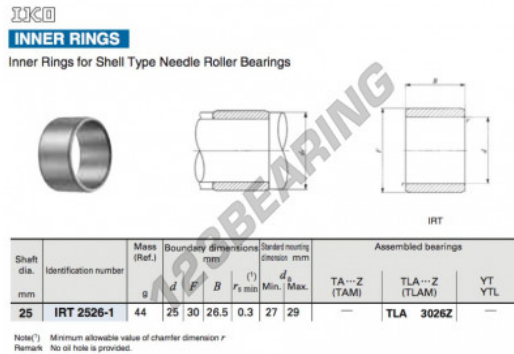 IKO
INNER RINGS
Inner Rings for Shell Type Needle Roller Bearings
123BEARING
B
r
r
F
d
IRT
Shaft dia. mm
Identification number
Mass (Ref.) g
Boundary dimensions mm
d F B rs min (1)
Standard mounting dimension mm
da
Min. Max.
Assembled bearings
TA···Z (TAM)
TLA···Z (TLAM)
YT YTL
25 IRT 2526-1 44 25 30 26.5 0.3 27 29 — TLA 3026Z —
Note(1) Minimum allowable value of chamfer dimension r
Remark No oil hole is provided.